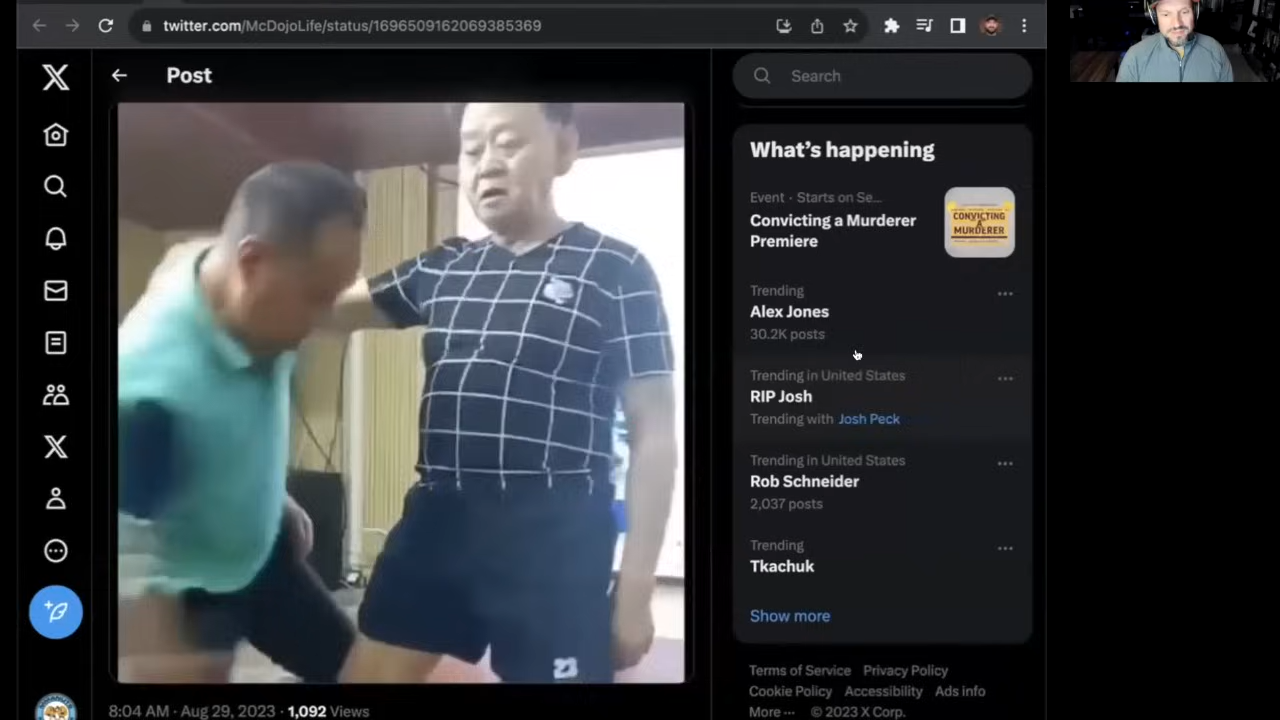 twitter.com/McDojoLife/status/1696509162069385369
Post
Search
What's happening
Event · Starts on Se...
Convicting a Murderer
Premiere
CONVICTING
A
MURDERER
Trending
Alex Jones
30.2K posts
Trending in United States
RIP Josh
Trending with Josh Peck
Trending in United States
Rob Schneider
2,037 posts
Trending
Tkachuk
Show more
Terms of Service Privacy Policy
Cookie Policy Accessibility Ads info
More ··· © 2023 X Corp.
23
8:04 AM · Aug 29, 2023 · 1,092 Views